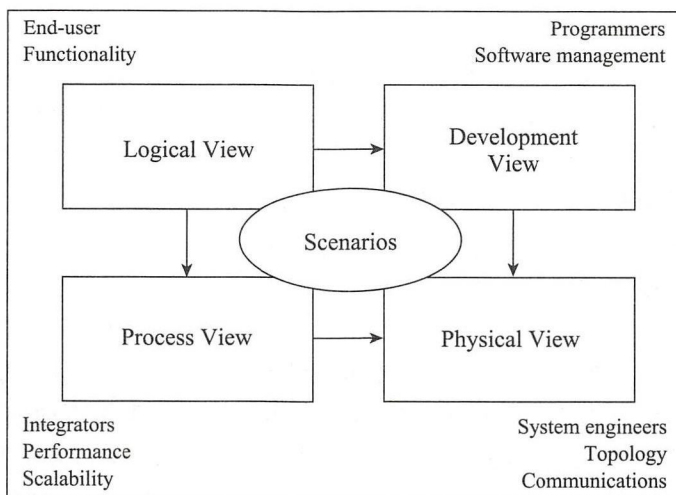 End-user
Functionality
Programmers
Software management
Logical View
Development
View
Scenarios
Process View
Physical View
Integrators
Performance
Scalability
System engineers
Topology
Communications